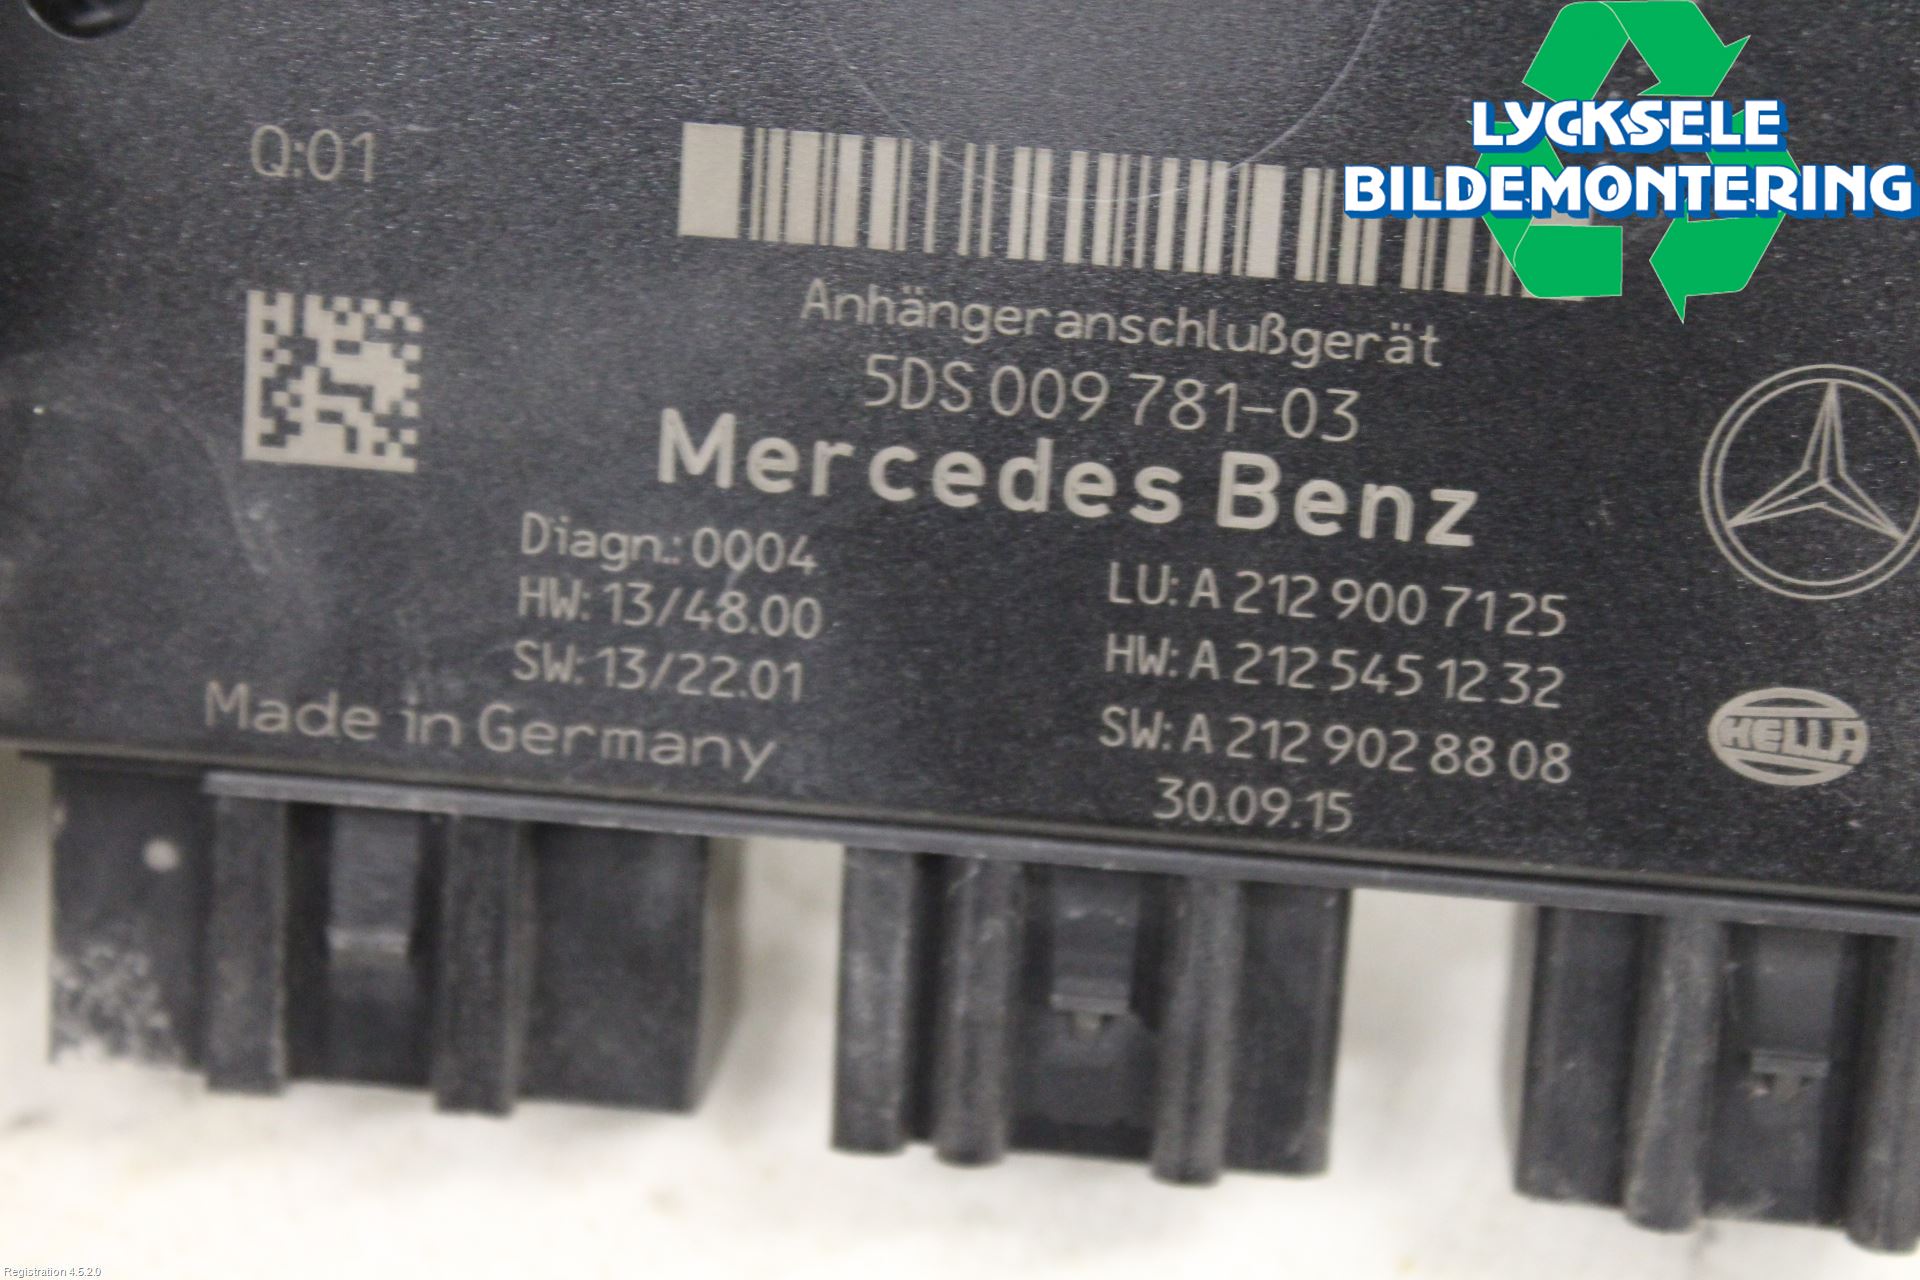 LYCKSELE
BILDEMONTERING
Q:01
Anhängeranschlußgerät
5DS 009 781-03
Mercedes Benz
Diagn.: 0004
HW: 13/48.00
SW: 13/22.01
Made in Germany
LU: A 212 900 71 25
HW: A 212 545 12 32
SW: A 212 902 88 08
30.09.15
HELLA
Registration 4.5.2.0